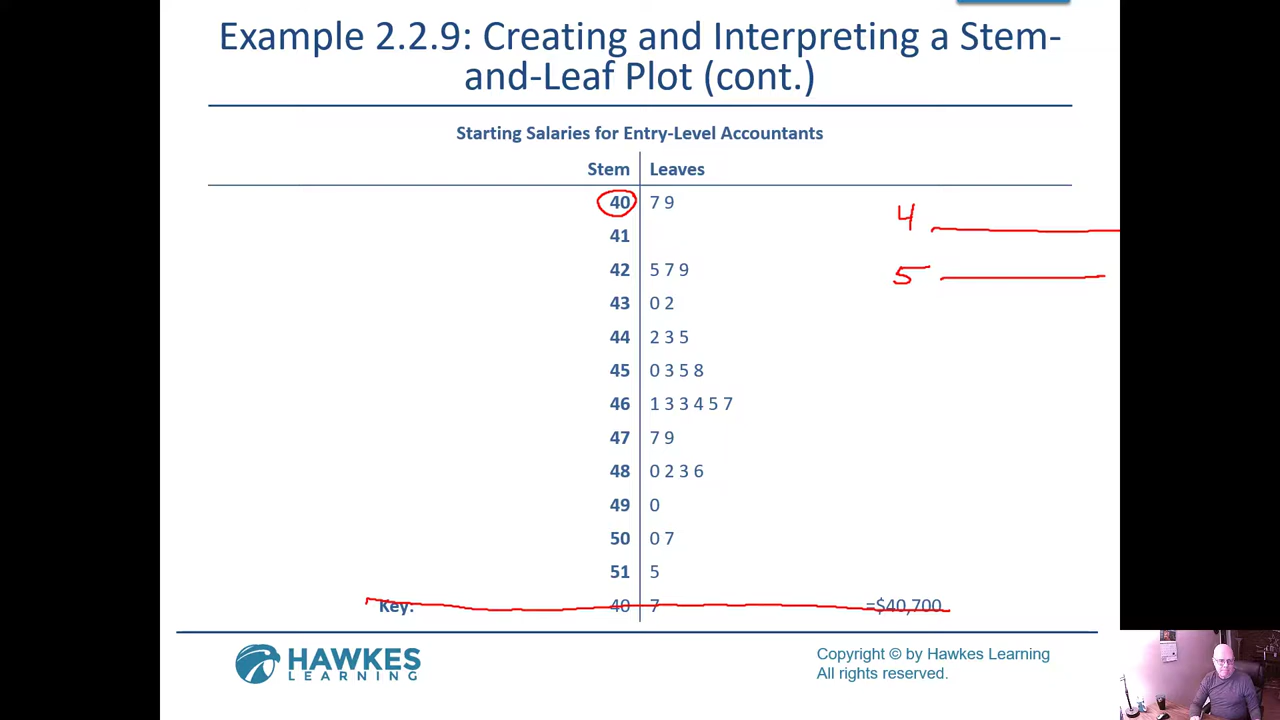 Example 2.2.9: Creating and Interpreting a Stem-
and-Leaf Plot (cont.)
Starting Salaries for Entry-Level Accountants
Stem Leaves
40 7 9
4
41
42 5 7 9
5
43 0 2
44 2 3 5
45 0 3 5 8
46 1 3 3 4 5 7
47 7 9
48 0 2 3 6
49 0
50 0 7
51 5
Key: 40 7 =$40,700
HAWKES
LEARNING
Copyright © by Hawkes Learning
All rights reserved.